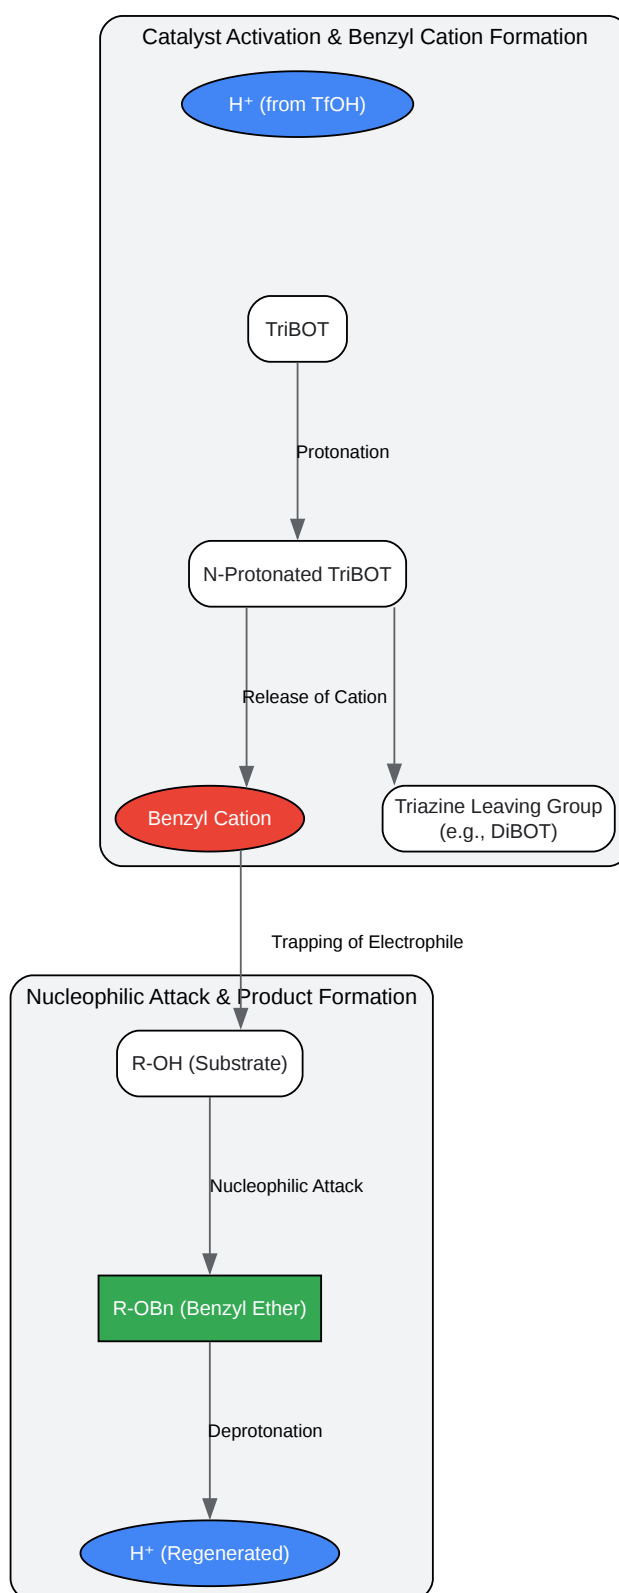 Catalyst Activation & Benzyl Cation Formation
H⁺ (from TfOH)
TriBOT
Protonation
N-Protonated TriBOT
Release of Cation
Benzyl Cation
Triazine Leaving Group
(e.g., DiBOT)
Trapping of Electrophile
Nucleophilic Attack & Product Formation
R-OH (Substrate)
Nucleophilic Attack
R-OBn (Benzyl Ether)
Deprotonation
H⁺ (Regenerated)